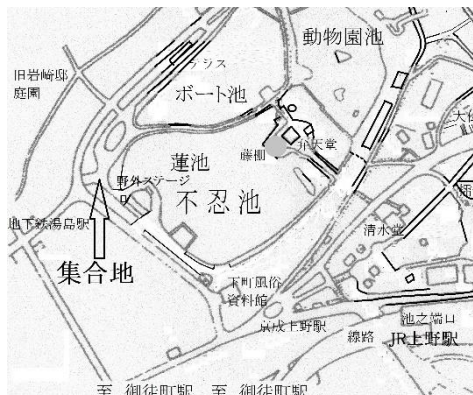 動物園池
旧岩崎邸
庭園
ボート池
弁天堂
藤棚
蓮池
野外ステージ
不忍池
地下鉄湯島駅
清水堂
集合地
下町風俗
資料館
京成上野駅
池之端口
線路
JR上野駅
至 御徒町駅
至 御徒町駅